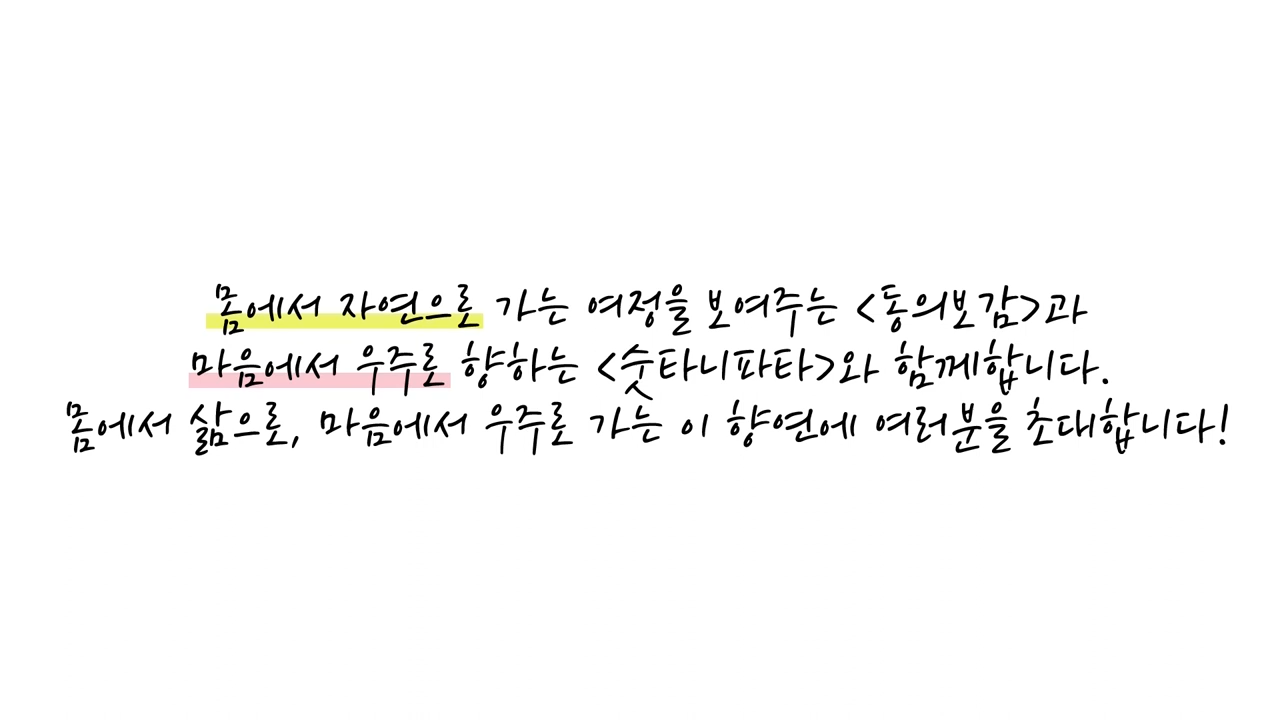 몸에서 자연으로 가는 여정을 보여주는 <동의보감>과
마음에서 우주로 향하는 <숫타니파타>와 함께합니다.
몸에서 삶으로, 마음에서 우주로 가는 이 향연에 여러분을 초대합니다!